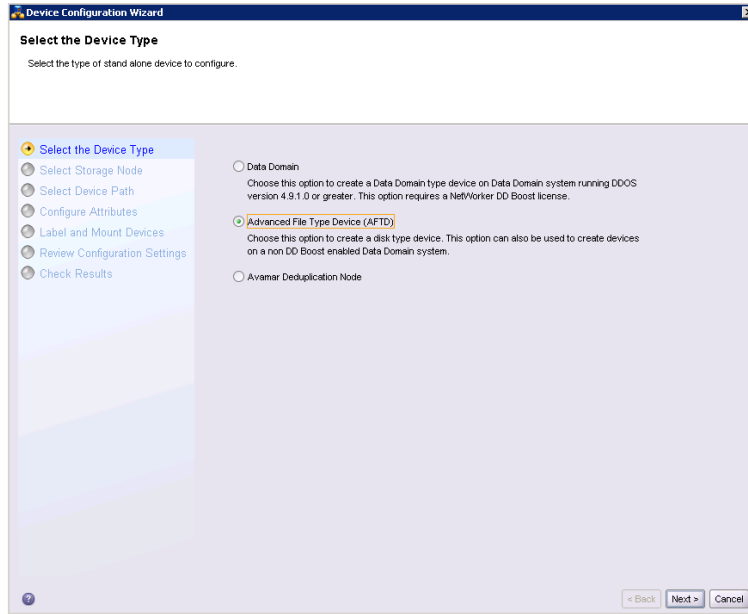 Device Configuration Wizard
Select the Device Type
Select the type of stand alone device to configure.
Select the Device Type
Select Storage Node
Select Device Path
Configure Attributes
Label and Mount Devices
Review Configuration Settings
Check Results
Data Domain
Choose this option to create a Data Domain type device on Data Domain system running DDOS
version 4.9.1.0 or greater. This option requires a NetWorker DD Boost license.
Advanced File Type Device (AFTD)
Choose this option to create a disk type device. This option can also be used to create devices
on a non DD Boost enabled Data Domain system.
Avamar Deduplication Node
?
< Back
Next >
Cancel